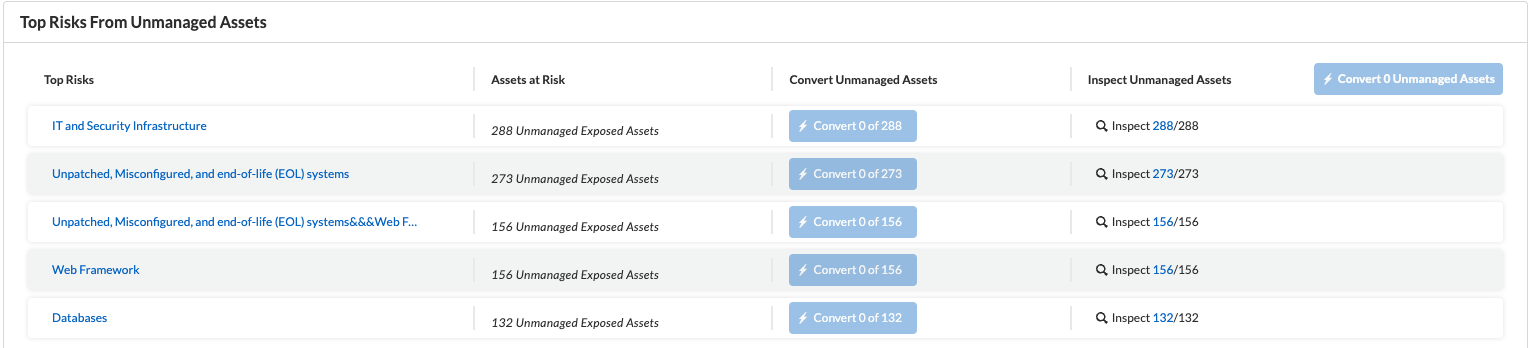 Top Risks From Unmanaged Assets
Top Risks Assets at Risk Convert Unmanaged Assets Inspect Unmanaged Assets Convert 0 Unmanaged Assets
IT and Security Infrastructure 288 Unmanaged Exposed Assets Convert 0 of 288 Inspect 288/288
Unpatched, Misconfigured, and end-of-life (EOL) systems 273 Unmanaged Exposed Assets Convert 0 of 273 Inspect 273/273
Unpatched, Misconfigured, and end-of-life (EOL) systems&&&Web F... 156 Unmanaged Exposed Assets Convert 0 of 156 Inspect 156/156
Web Framework 156 Unmanaged Exposed Assets Convert 0 of 156 Inspect 156/156
Databases 132 Unmanaged Exposed Assets Convert 0 of 132 Inspect 132/132